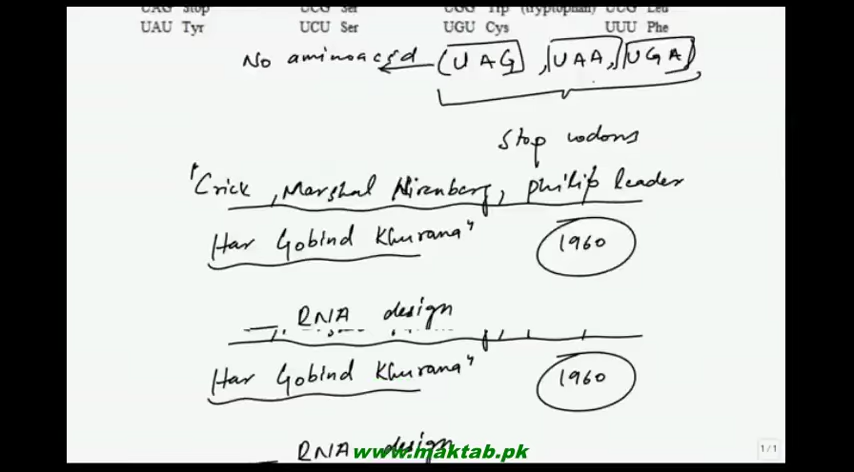 UAG Stop UCG Ser UGG Trp (tryptophan) UUG Leu
UAU Tyr UCU Ser UGU Cys UUU Phe
No aminoacid (UAG, UAA, UGA)
Stop codons
"Crick, Marshal Nirenberg, Philip leader
Har Gobind Khurana" 1960
RNA design
Har Gobind Khurana" 1960
RNA design
www.maktab.pk
1/1